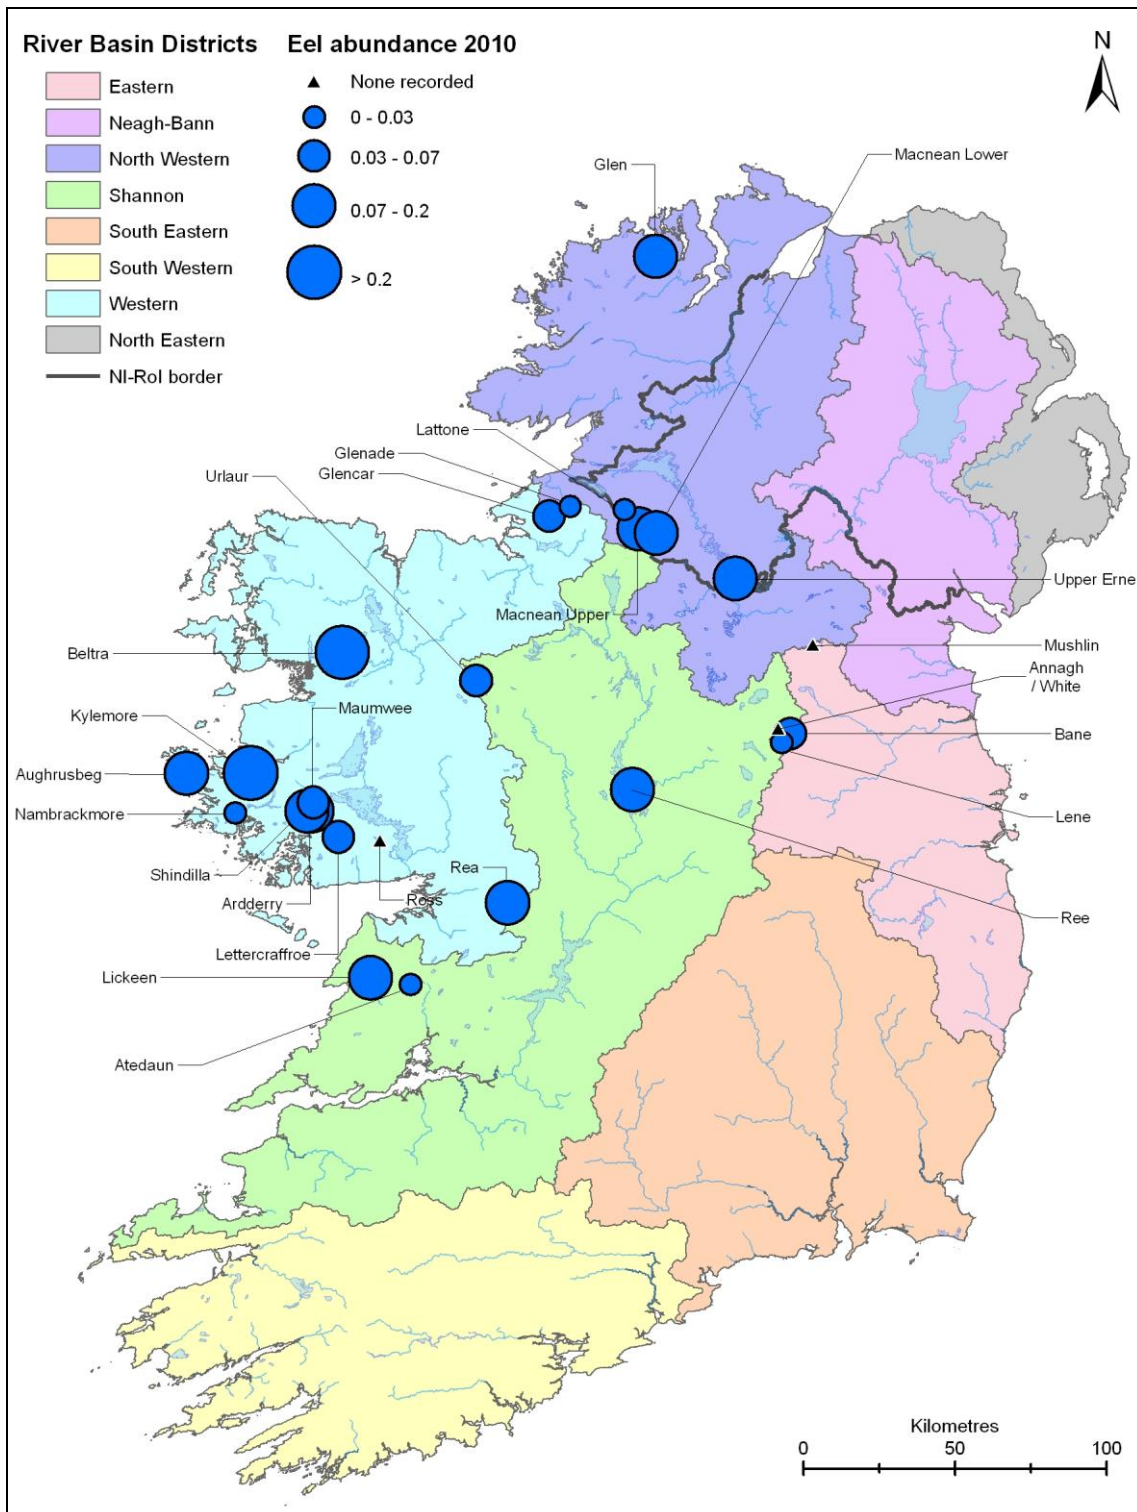 River Basin Districts
Eastern
Neagh-Bann
North Western
Shannon
South Eastern
South Western
Western
North Eastern
NI-RoI border
Eel abundance 2010
None recorded
0 - 0.03
0.03 - 0.07
0.07 - 0.2
> 0.2
N
Glen
Macnean Lower
Lattone
Glenade
Glencar
Urlaur
Macnean Upper
Upper Erne
Mushlin
Annagh
/ White
Bane
Lene
Ree
Beltra
Maumwee
Kylemore
Aughrusbeg
Nambrackmore
Shindilla
Ardderry
Ross
Rea
Lettercraffroe
Lickeen
Atedaun
Kilometres
0 50 100